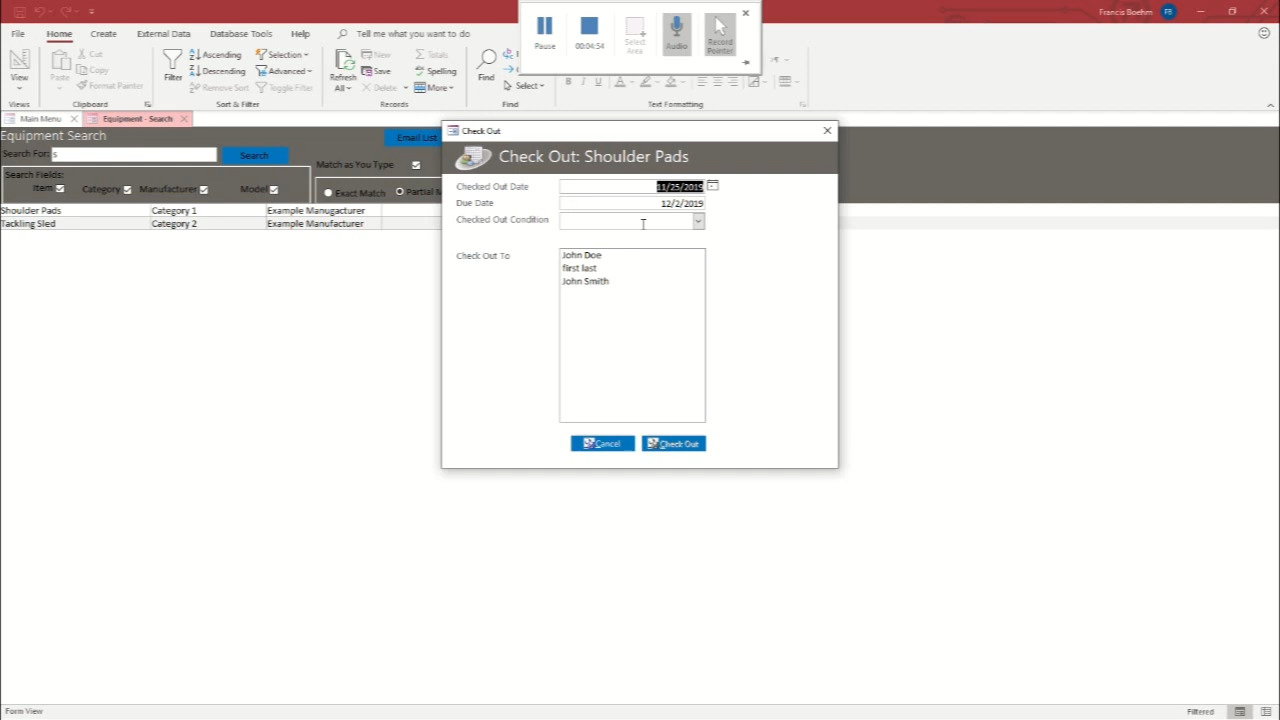 Francis Boehm FB
Pause
00:04:54
Select Area
Audio
Record Pointer
File Home Create External Data Database Tools Help Tell me what you want to do
View
Views
Paste
Cut
Copy
Format Painter
Clipboard
Filter
Ascending
Descending
Remove Sort
Selection
Advanced
Toggle Filter
Sort & Filter
Refresh All
New
Save
Delete
Totals
Spelling
More
Records
Find
Select
Find
B I U A
Text Formatting
Main Menu
Equipment - Search
Equipment Search
Email List
Search For: s
Search
Match as You Type
Search Fields:
Item Category Manufacturer Model
Exact Match Partial M
Shoulder Pads Category 1 Example Manugacturer
Tackling Sled Category 2 Example Manufacturer
Check Out
Check Out: Shoulder Pads
Checked Out Date 11/25/2019
Due Date 12/2/2019
Checked Out Condition
Check Out To
John Doe
first last
John Smith
Cancel
Check Out
Form View
Filtered